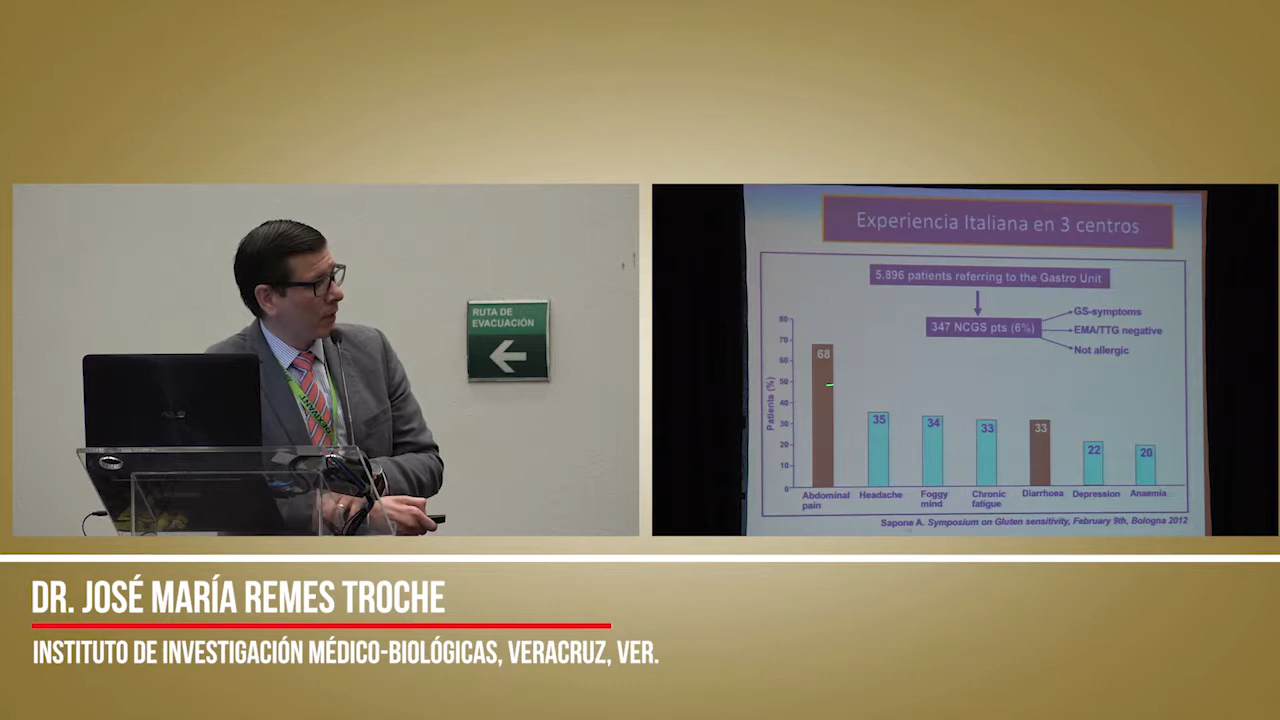 RUTA DE
EVACUACIÓN
ASUS
Experiencia Italiana en 3 centros
5,896 patients referring to the Gastro Unit
347 NCGS pts (6%)
GS-symptoms
EMA/TTG negative
Not allergic
Patients (%)
80
70
60
50
40
30
20
10
0
68
35
34
33
33
22
20
Abdominal
pain
Headache
Foggy
mind
Chronic
fatigue
Diarrhoea
Depression
Anaemia
Sapone A. Symposium on Gluten sensitivity, February 9th, Bologna 2012
DR. JOSÉ MARÍA REMES TROCHE
INSTITUTO DE INVESTIGACIÓN MÉDICO-BIOLÓGICAS, VERACRUZ, VER.